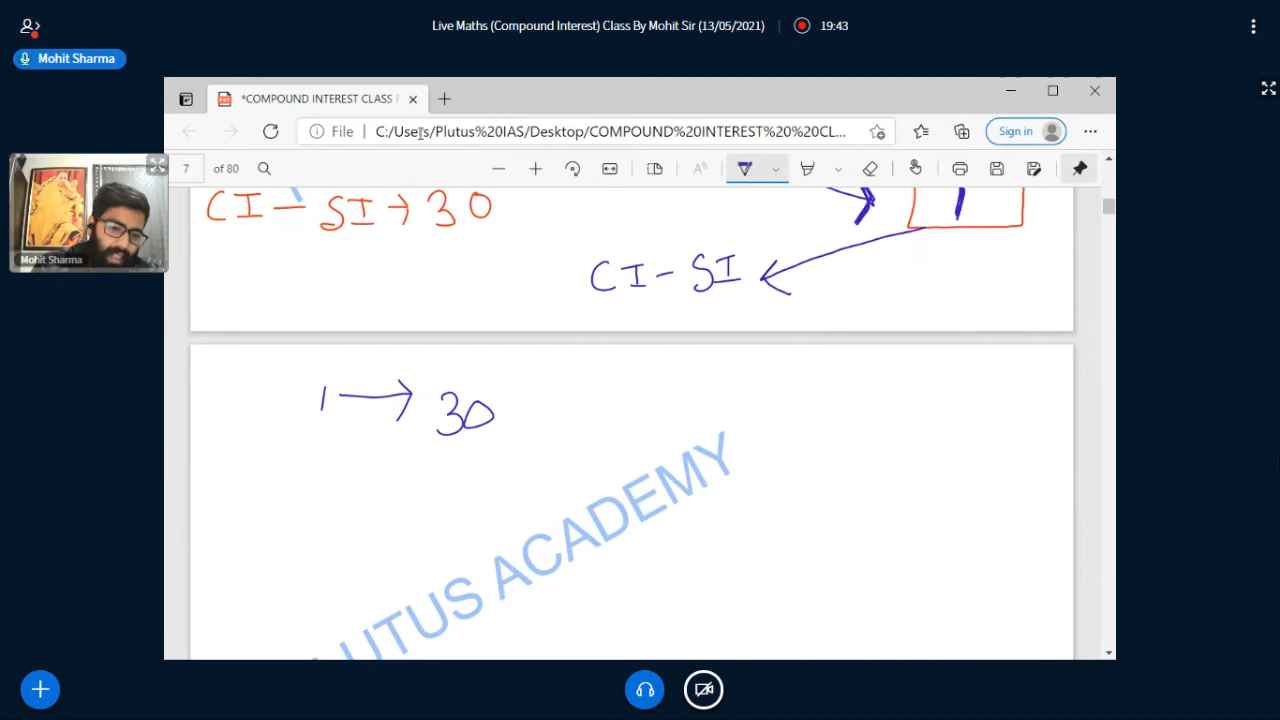 Live Maths (Compound Interest) Class By Mohit Sir (13/05/2021)
19:43
Mohit Sharma
*COMPOUND INTEREST CLASS
File
C:/Users/Plutus%20IAS/Desktop/COMPOUND%20INTEREST%20%20CL...
Sign in
7 of 80
CI - SI → 30
1
CI - SI
Mohit Sharma
1 → 30
LUTUS ACADEMY